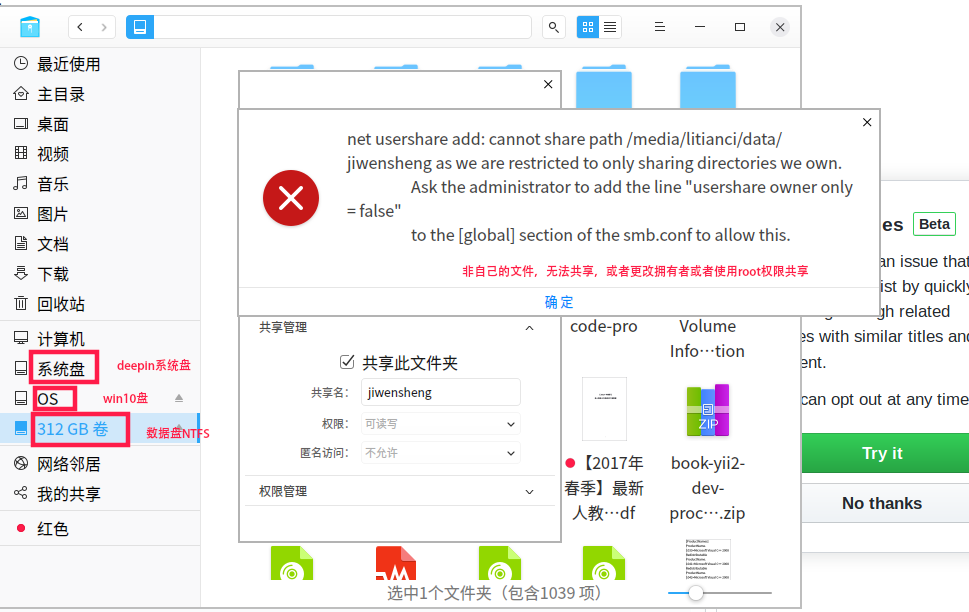 最近使用
主目录
桌面
视频
音乐
图片
文档
下载
回收站
计算机
系统盘
deepin系统盘
OS
win10盘
312 GB 卷
数据盘NTFS
网络邻居
我的共享
红色
net usershare add: cannot share path /media/litianci/data/
jiwensheng as we are restricted to only sharing directories we own.
Ask the administrator to add the line "usershare owner only
= false"
to the [global] section of the smb.conf to allow this.
非自己的文件，无法共享，或者更改拥有者或者使用root权限共享
确定
共享管理
共享此文件夹
共享名： jiwensheng
权限： 可读写
匿名访问： 不允许
权限管理
code-pro
Volume
Info⋯tion
【2017年
春季】最新
人教⋯df
ZIP
book-yii2-
dev-
proc⋯.zip
选中1个文件夹（包含1039 项）
es Beta
an issue that
ist by quickly
gh related
es with similar titles and
ent.
can opt out at any time
Try it
No thanks